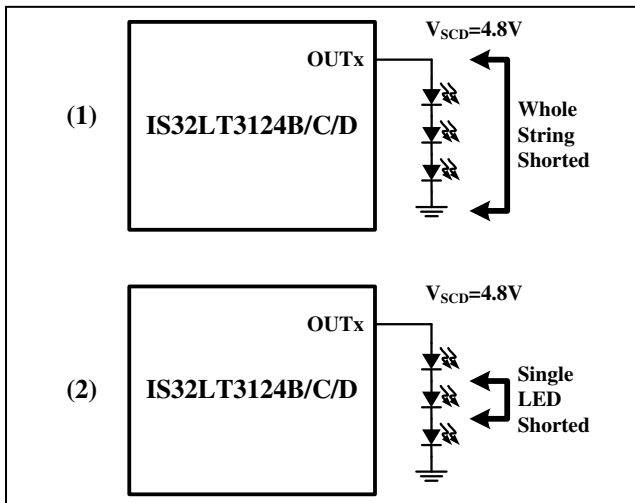 V_SCD=4.8V
OUTx
(1)
IS32LT3124B/C/D
Whole
String
Shorted
V_SCD=4.8V
OUTx
(2)
IS32LT3124B/C/D
Single
LED
Shorted